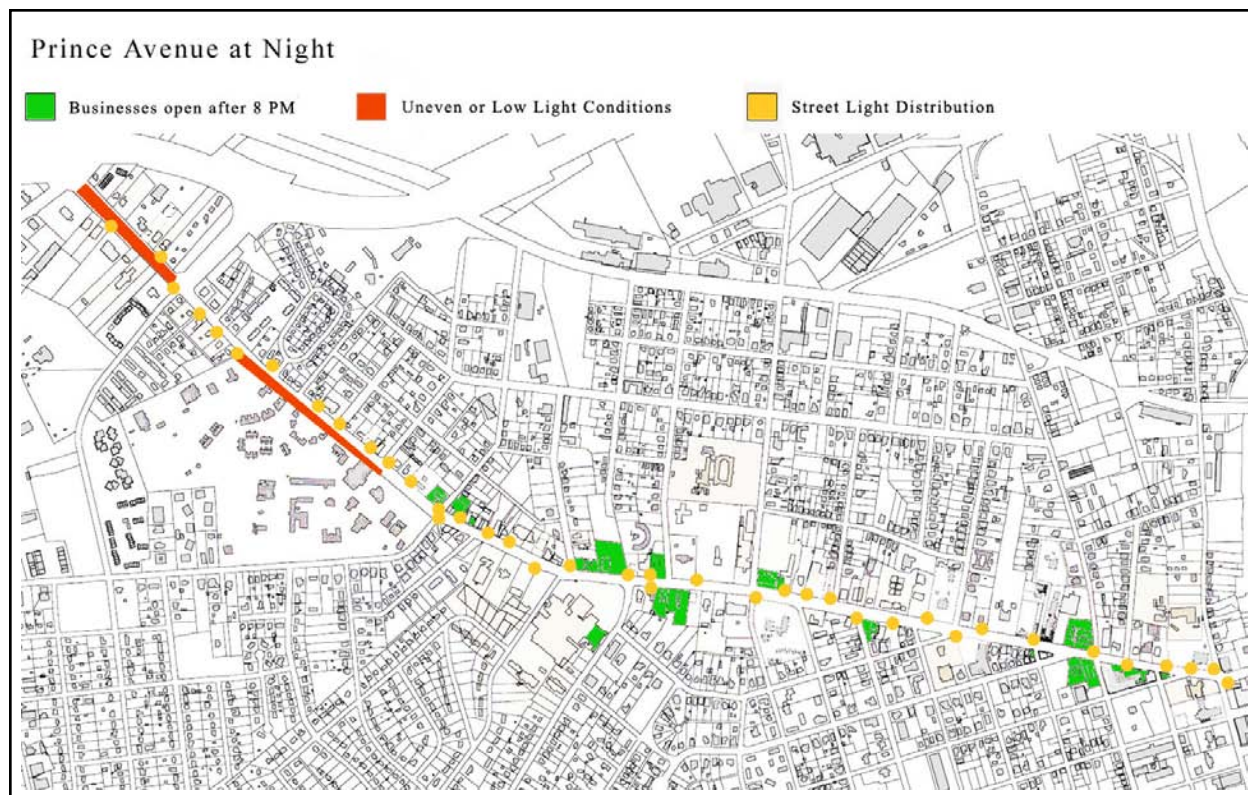 Prince Avenue at Night
Businesses open after 8 PM
Uneven or Low Light Conditions
Street Light Distribution